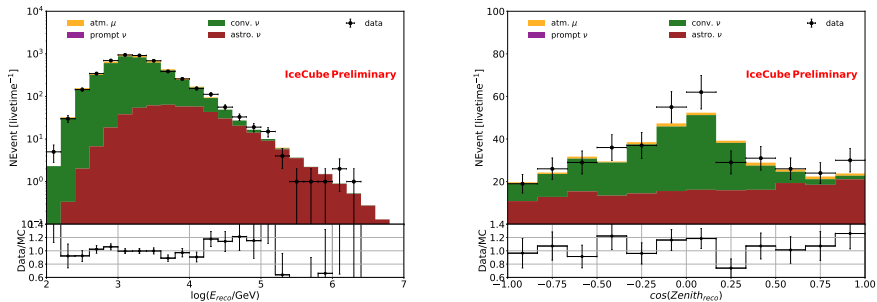 atm. μ
conv. ν
data
prompt ν
astro. ν
IceCube Preliminary
NEvent [livetime⁻¹]
10⁴
10³
10²
10¹
10⁰
10⁻¹
Data/MC
1.4
1.2
1.0
0.8
0.6
2
3
4
5
6
7
log(E_reco/GeV)
atm. μ
conv. ν
data
prompt ν
astro. ν
IceCube Preliminary
NEvent [livetime⁻¹]
100
80
60
40
20
Data/MC
1.4
1.2
1.0
0.8
0.6
−1.00
−0.75
−0.50
−0.25
0.00
0.25
0.50
0.75
1.00
cos(Zenith_reco)